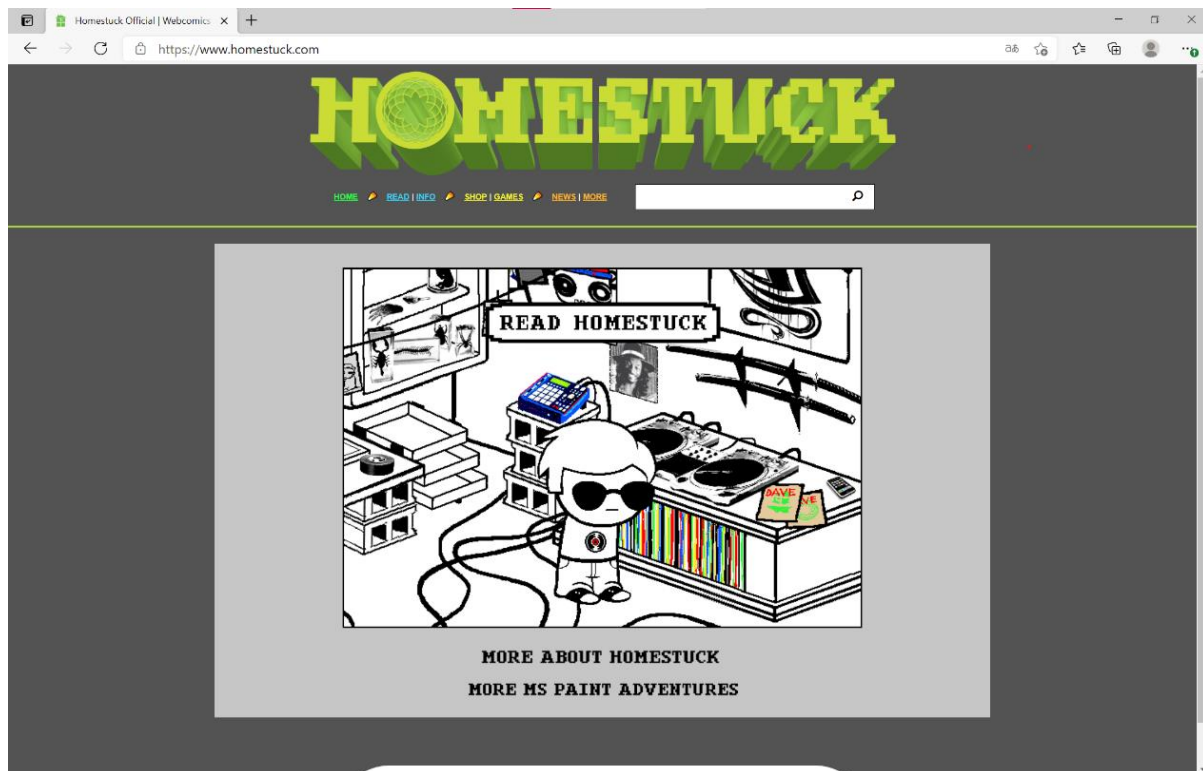 Homestuck Official | Webcomics
https://www.homestuck.com
HOMESTUCK
HOME READ | INFO SHOP | GAMES NEWS | MORE
READ HOMESTUCK
DAVE
VE
MORE ABOUT HOMESTUCK
MORE MS PAINT ADVENTURES